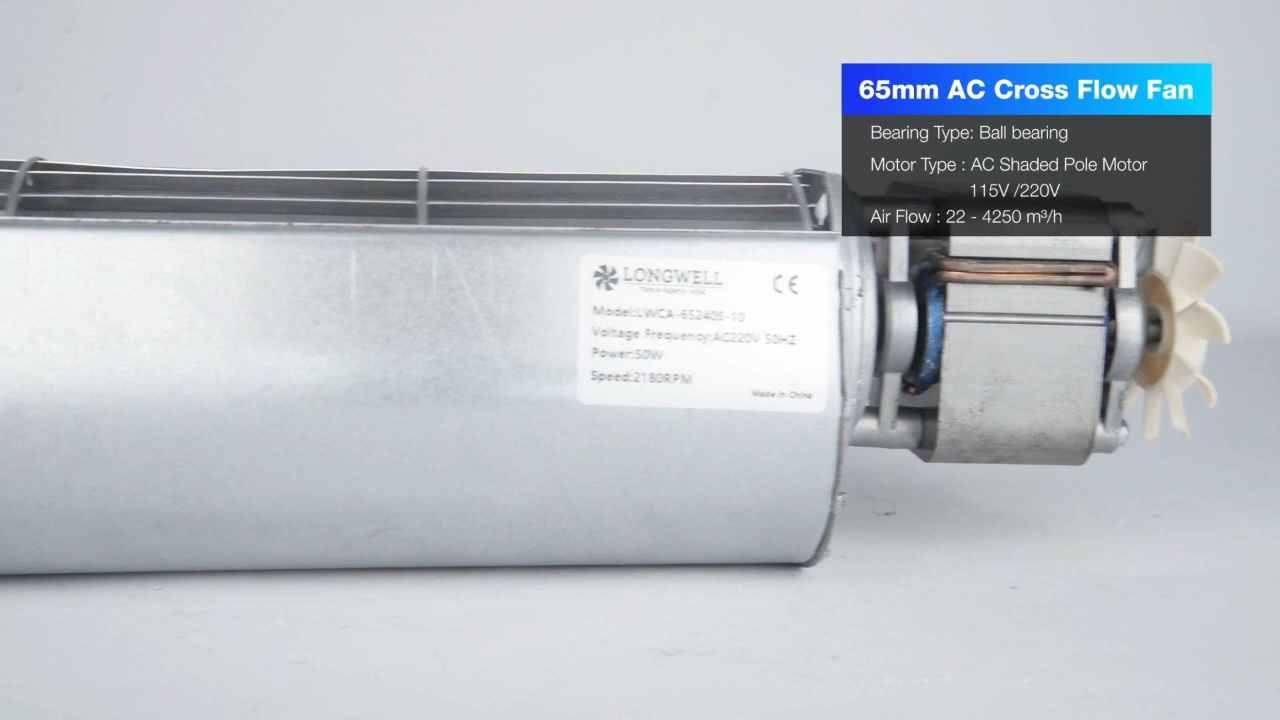 65mm AC Cross Flow Fan
Bearing Type: Ball bearing
Motor Type : AC Shaded Pole Motor
115V /220V
Air Flow : 22 - 4250 m³/h
LONGWELL
CE
Model:LWCA-65240S-10
Voltage Frequency:AC220V 50HZ
Power:50W
Speed:2180RPM
Made In China